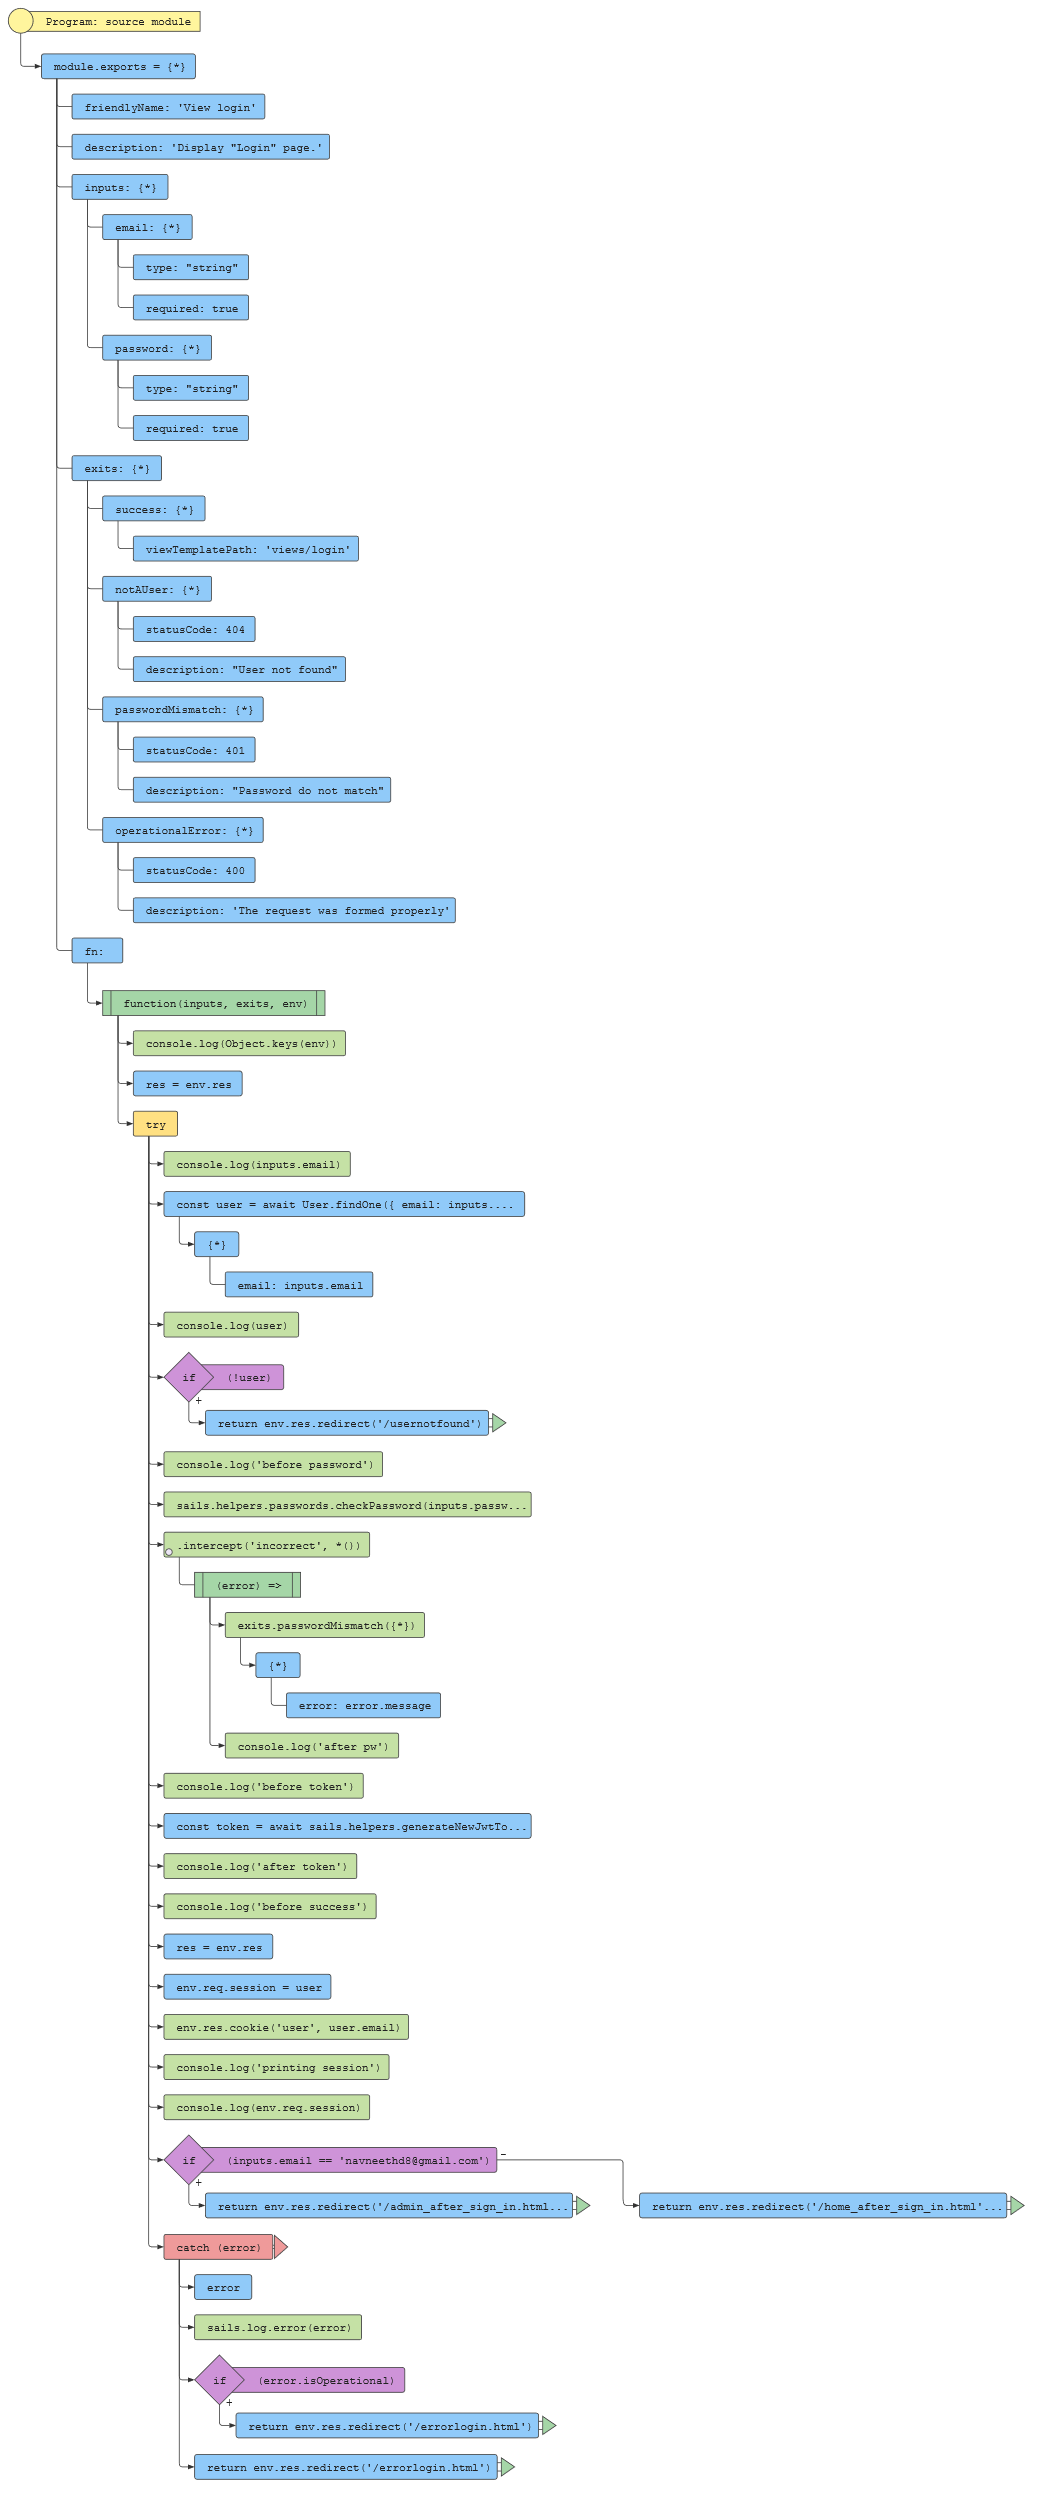 Program: source module
module.exports = {*}
friendlyName: 'View login'
description: 'Display "Login" page.'
inputs: {*}
email: {*}
type: "string"
required: true
password: {*}
type: "string"
required: true
exits: {*}
success: {*}
viewTemplatePath: 'views/login'
notAUser: {*}
statusCode: 404
description: "User not found"
passwordMismatch: {*}
statusCode: 401
description: "Password do not match"
operationalError: {*}
statusCode: 400
description: 'The request was formed properly'
fn:
function(inputs, exits, env)
console.log(Object.keys(env))
res = env.res
try
console.log(inputs.email)
const user = await User.findOne({ email: inputs....
{*}
email: inputs.email
console.log(user)
if (!user)
+
return env.res.redirect('/usernotfound')
console.log('before password')
sails.helpers.passwords.checkPassword(inputs.passw...
.intercept('incorrect', *())
(error) =>
exits.passwordMismatch({*})
{*}
error: error.message
console.log('after pw')
console.log('before token')
const token = await sails.helpers.generateNewJwtTo...
console.log('after token')
console.log('before success')
res = env.res
env.req.session = user
env.res.cookie('user', user.email)
console.log('printing session')
console.log(env.req.session)
if (inputs.email == 'navneethd8@gmail.com') -
+
return env.res.redirect('/admin_after_sign_in.html... return env.res.redirect('/home_after_sign_in.html'...
catch (error)
error
sails.log.error(error)
if (error.isOperational)
+
return env.res.redirect('/errorlogin.html')
return env.res.redirect('/errorlogin.html')